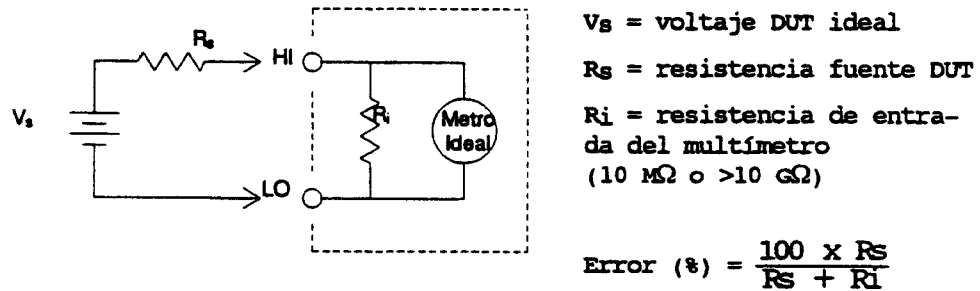 Rs
HI
Vs
Ri
Metro
Ideal
LO
Vs = voltaje DUT ideal
Rs = resistencia fuente DUT
Ri = resistencia de entra-
da del multímetro
(10 MΩ o >10 GΩ)
Error (%) = 100 x Rs
Rs + Ri